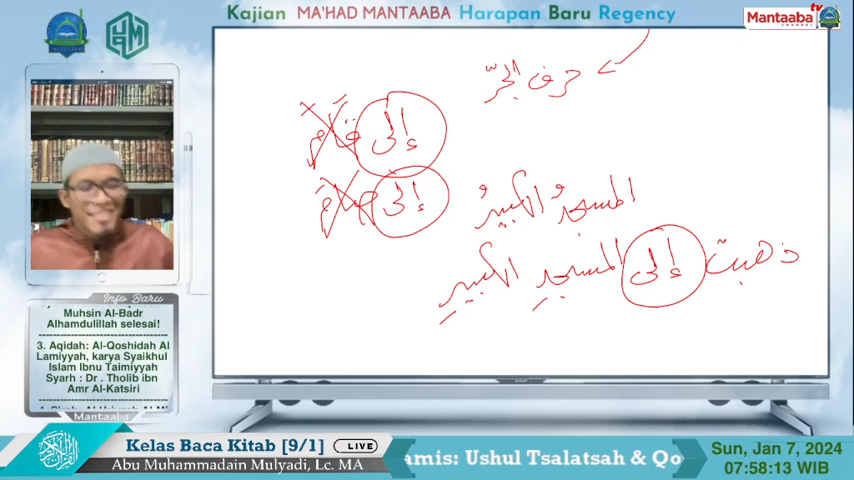 Kajian MA'HAD MANTAABA Harapan Baru Regency
Mantaaba tv
CHANNEL
حرف الجرّ
إلى قام
إلى
المسجدُ الكبيرُ
ذهبت إلى المسجدِ الكبيرِ
Info Baru
Muhsin Al-Badr
Alhamdulillah selesai!
3. Aqidah: Al-Qoshidah Al
Lamiyyah, karya Syaikhul
Islam Ibnu Taimiyyah
Syarh : Dr . Tholib ibn
Amr Al-Katsiri
Mantaaba
Kelas Baca Kitab [9/1] LIVE
Abu Muhammadain Mulyadi, Lc. MA
amis: Ushul Tsalatsah & Qo
Sun, Jan 7, 2024
07:58:13 WIB